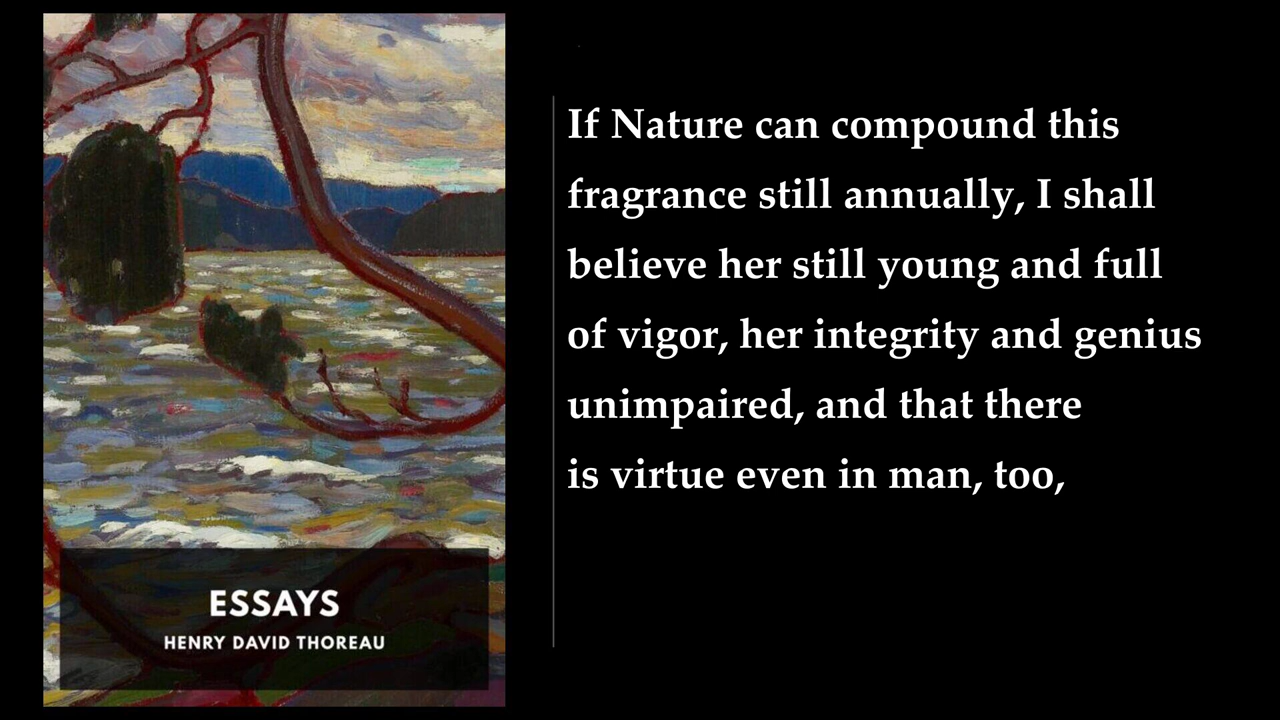 ESSAYS
HENRY DAVID THOREAU
If Nature can compound this
fragrance still annually, I shall
believe her still young and full
of vigor, her integrity and genius
unimpaired, and that there
is virtue even in man, too,